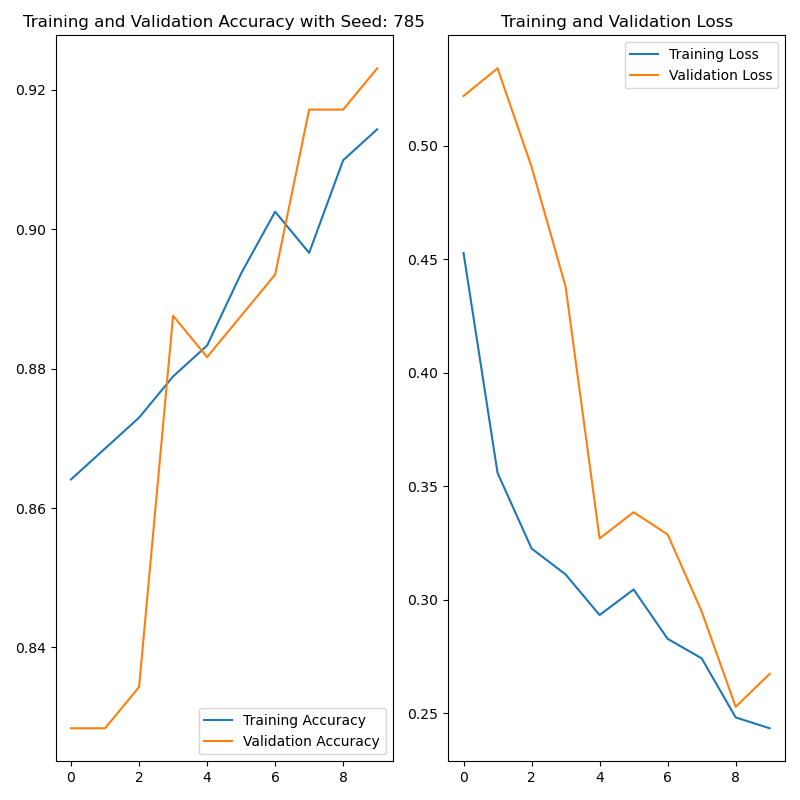 Training and Validation Accuracy with Seed: 785
0.92
0.90
0.88
0.86
0.84
0 2 4 6 8
Training Accuracy
Validation Accuracy
Training and Validation Loss
Training Loss
Validation Loss
0.50
0.45
0.40
0.35
0.30
0.25
0 2 4 6 8